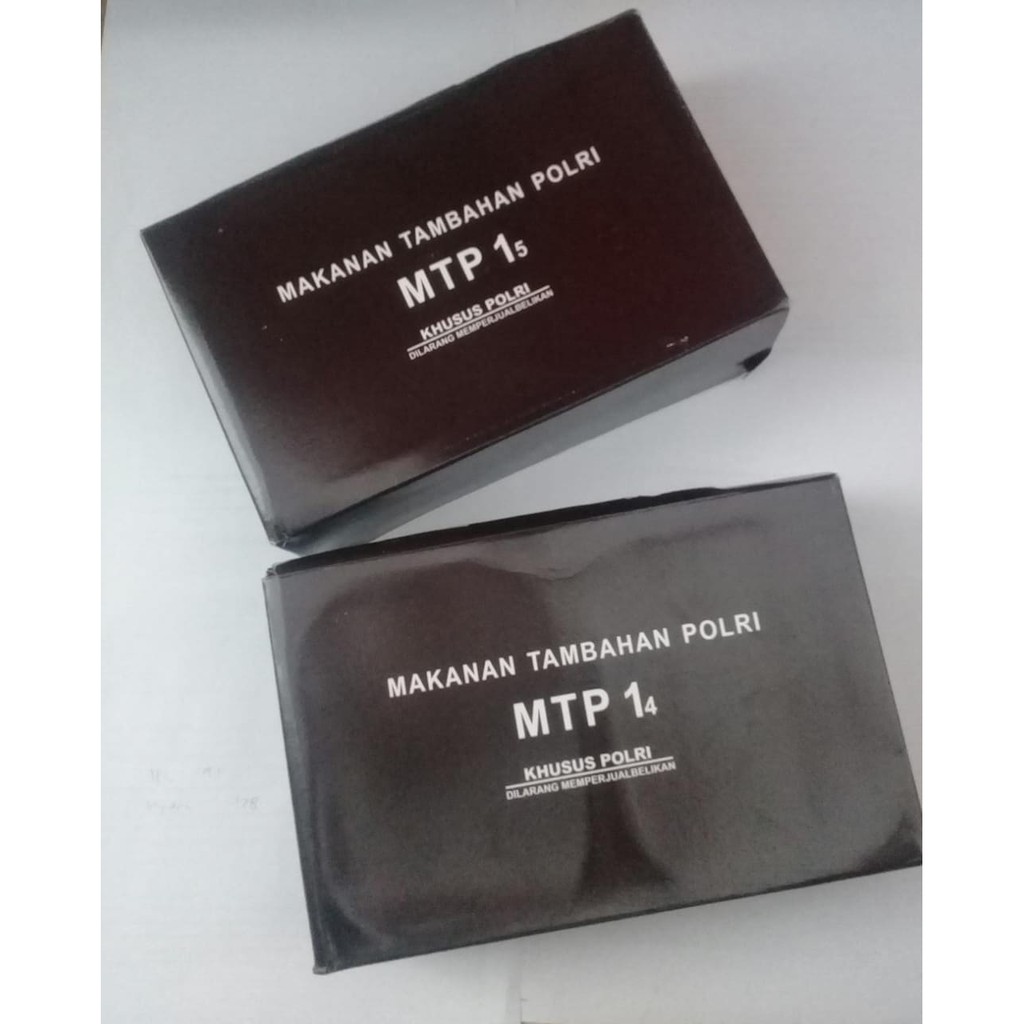 MAKANAN TAMBAHAN POLRI
MTP 15
KHUSUS POLRI
DILARANG MEMPERJUALBELIKAN
MAKANAN TAMBAHAN POLRI
MTP 14
KHUSUS POLRI
DILARANG MEMPERJUALBELIKAN